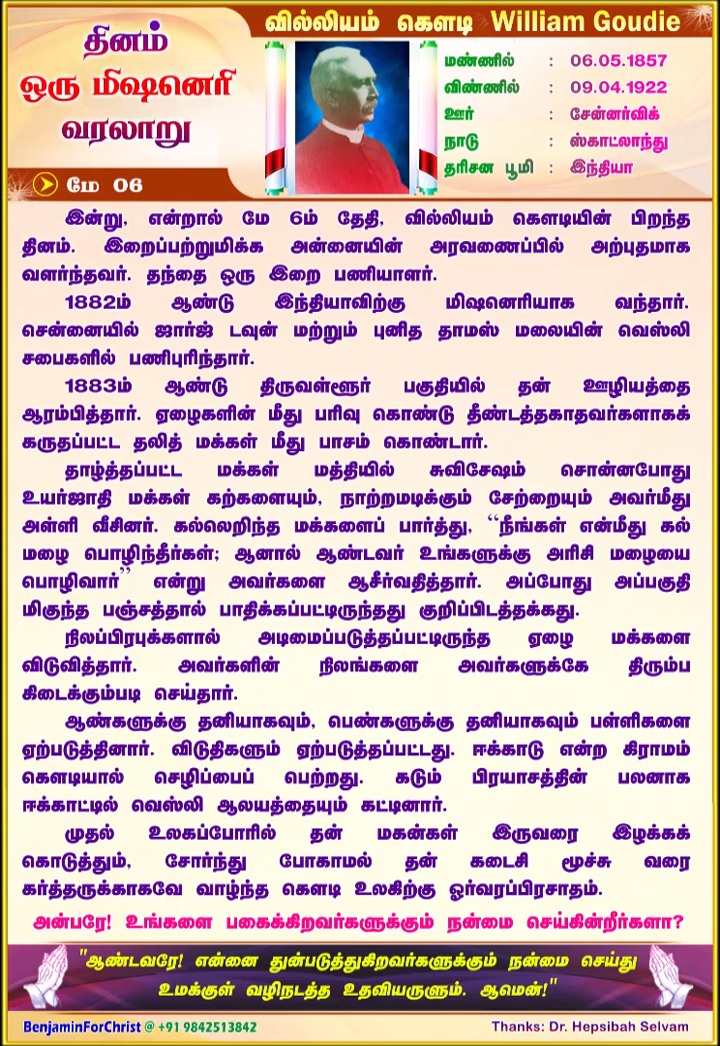 தினம்
ஒரு மிஷனெரி
வரலாறு
மே 06
வில்லியம் கௌடி William Goudie
மண்ணில் : 06.05.1857
விண்ணில் : 09.04.1922
ஊர் : சேன்னர்விக்
நாடு : ஸ்காட்லாந்து
தரிசன பூமி : இந்தியா
இன்று, என்றால் மே 6ம் தேதி, வில்லியம் கௌடியின் பிறந்த
தினம். இறைப்பற்றுமிக்க அன்னையின் அரவணைப்பில் அற்புதமாக
வளர்ந்தவர். தந்தை ஒரு இறை பணியாளர்.
1882ம் ஆண்டு இந்தியாவிற்கு மிஷனெரியாக வந்தார்.
சென்னையில் ஜார்ஜ் டவுன் மற்றும் புனித தாமஸ் மலையின் வெஸ்லி
சபைகளில் பணிபுரிந்தார்.
1883ம் ஆண்டு திருவள்ளூர் பகுதியில் தன் ஊழியத்தை
ஆரம்பித்தார். ஏழைகளின் மீது பரிவு கொண்டு தீண்டத்தகாதவர்களாகக்
கருதப்பட்ட தலித் மக்கள் மீது பாசம் கொண்டார்.
தாழ்த்தப்பட்ட மக்கள் மத்தியில் சுவிசேஷம் சொன்னபோது
உயர்ஜாதி மக்கள் கற்களையும், நாற்றமடிக்கும் சேற்றையும் அவர்மீது
அள்ளி வீசினர். கல்லெறிந்த மக்களைப் பார்த்து, “நீங்கள் என்மீது கல்
மழை பொழிந்தீர்கள்; ஆனால் ஆண்டவர் உங்களுக்கு அரிசி மழையை
பொழிவார்” என்று அவர்களை ஆசீர்வதித்தார். அப்போது அப்பகுதி
மிகுந்த பஞ்சத்தால் பாதிக்கப்பட்டிருந்தது குறிப்பிடத்தக்கது.
நிலப்பிரபுக்களால் அடிமைப்படுத்தப்பட்டிருந்த ஏழை மக்களை
விடுவித்தார். அவர்களின் நிலங்களை அவர்களுக்கே திரும்ப
கிடைக்கும்படி செய்தார்.
ஆண்களுக்கு தனியாகவும், பெண்களுக்கு தனியாகவும் பள்ளிகளை
ஏற்படுத்தினார். விடுதிகளும் ஏற்படுத்தப்பட்டது. ஈக்காடு என்ற கிராமம்
கௌடியால் செழிப்பைப் பெற்றது. கடும் பிரயாசத்தின் பலனாக
ஈக்காட்டில் வெஸ்லி ஆலயத்தையும் கட்டினார்.
முதல் உலகப்போரில் தன் மகன்கள் இருவரை இழக்கக்
கொடுத்தும், சோர்ந்து போகாமல் தன் கடைசி மூச்சு வரை
கர்த்தருக்காகவே வாழ்ந்த கௌடி உலகிற்கு ஓர்வரப்பிரசாதம்.
அன்பரே! உங்களை பகைக்கிறவர்களுக்கும் நன்மை செய்கின்றீர்களா?
"ஆண்டவரே! என்னை துன்படுத்துகிறவர்களுக்கும் நன்மை செய்து
உமக்குள் வழிநடத்த உதவியருளும். ஆமென்!"
BenjaminForChrist @ +91 9842513842
Thanks: Dr. Hepsibah Selvam